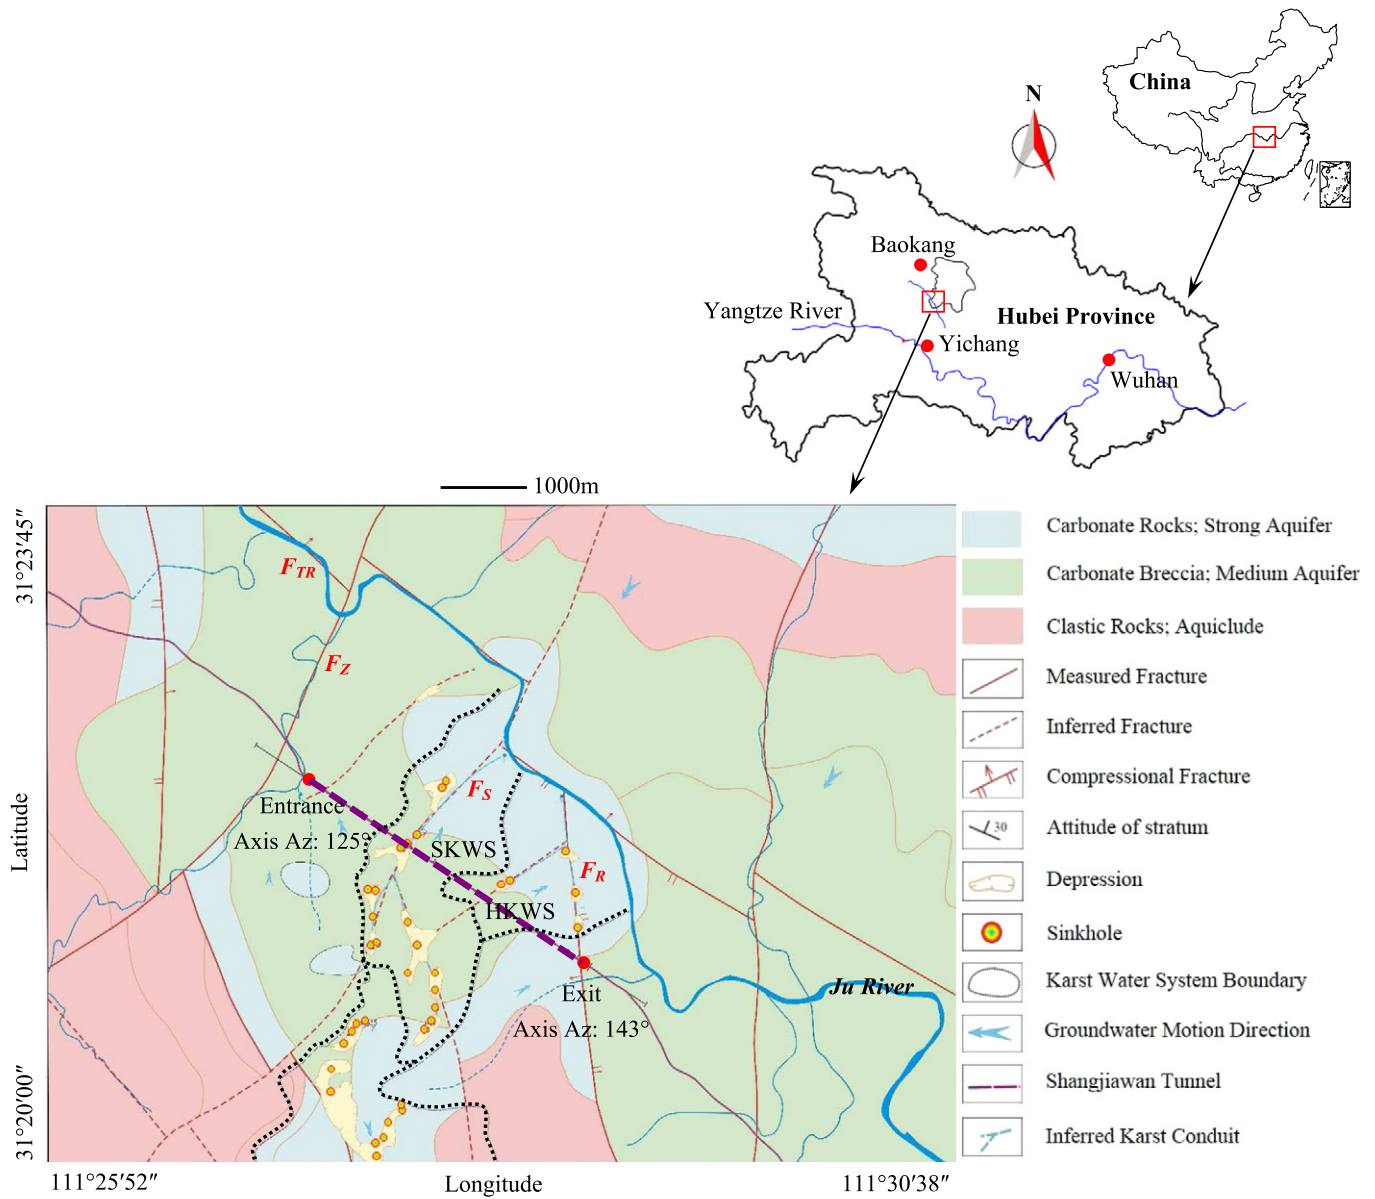 China
N
Baokang
Yangtze River
Hubei Province
Yichang
Wuhan
1000m
31°23′45″
Latitude
31°20′00″
F_TR
F_Z
Entrance
Axis Az: 125°
F_S
SKWS
F_R
HKWS
Exit
Axis Az: 143°
Ju River
111°25′52″
Longitude
111°30′38″
Carbonate Rocks; Strong Aquifer
Carbonate Breccia; Medium Aquifer
Clastic Rocks; Aquiclude
Measured Fracture
Inferred Fracture
Compressional Fracture
30
Attitude of stratum
Depression
Sinkhole
Karst Water System Boundary
Groundwater Motion Direction
Shangjiawan Tunnel
Inferred Karst Conduit